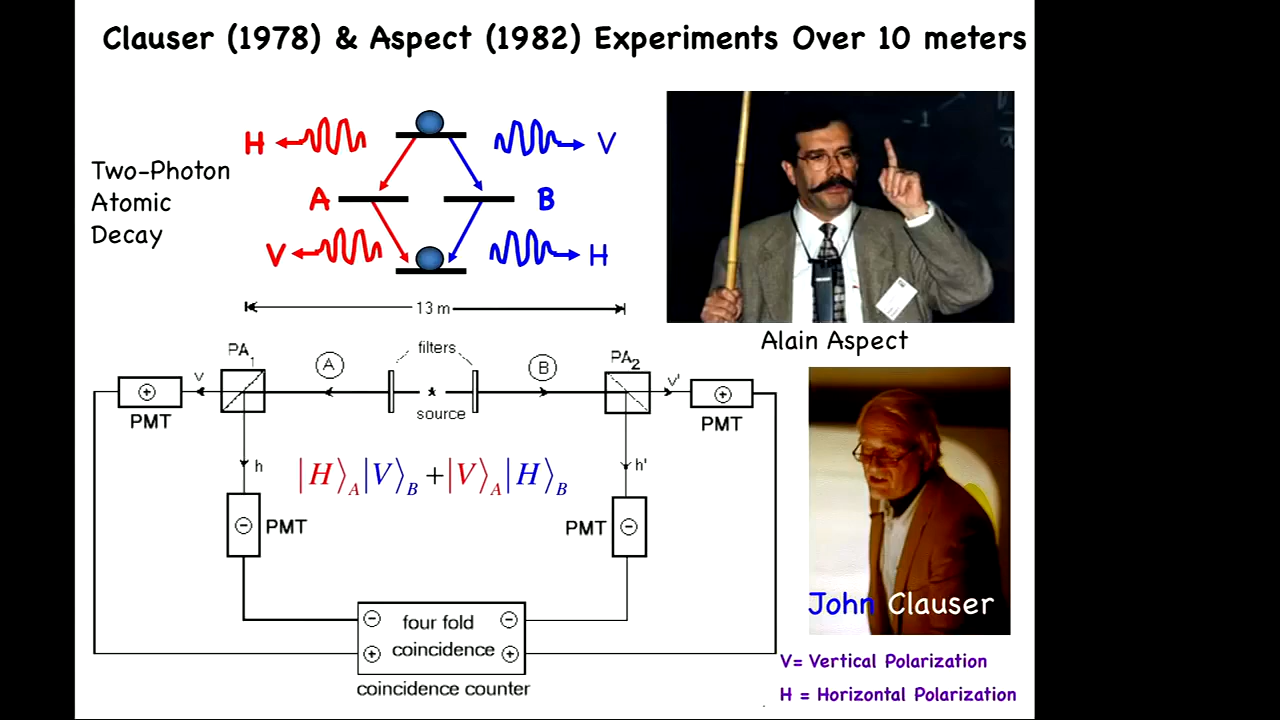 Clauser (1978) & Aspect (1982) Experiments Over 10 meters
H
V
Two-Photon
Atomic
Decay
A
B
V
H
13 m
Alain Aspect
PA1
A
filters
B
PA2
v
v'
+
source
+
PMT
PMT
h
|H⟩A|V⟩B+|V⟩A|H⟩B
h'
−
PMT
PMT
−
John Clauser
−
four fold
−
+
coincidence
+
coincidence counter
V= Vertical Polarization
H = Horizontal Polarization